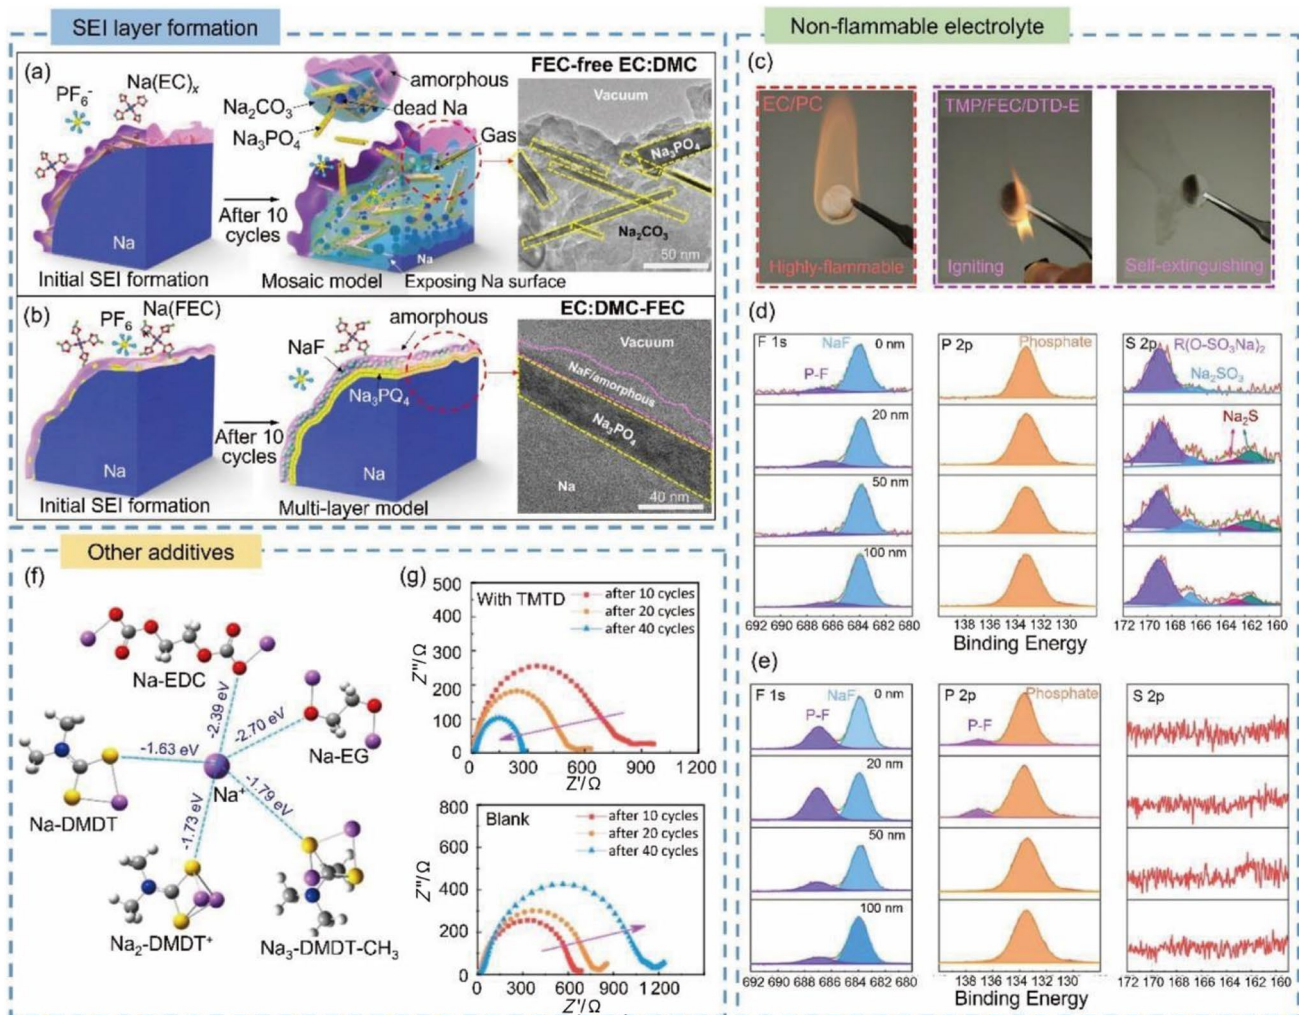 SEI layer formation
(a)
PF6-
Na(EC)x
Na
Initial SEI formation
After 10
cycles
amorphous
Na2CO3
dead Na
Na3PO4
Gas
Na
Mosaic model
Exposing Na surface
FEC-free EC:DMC
Vacuum
Na3PO4
Na2CO3
50 nm
(b)
PF6
Na(FEC)
Na
Initial SEI formation
After 10
cycles
amorphous
NaF
Na3PO4
Na
Multi-layer model
EC:DMC-FEC
Vacuum
NaF/amorphous
Na3PO4
Na
40 nm
Non-flammable electrolyte
(c)
EC/PC
Highly-flammable
TMP/FEC/DTD-E
Igniting
Self-extinguishing
(d)
F 1s
NaF
0 nm
P-F
20 nm
50 nm
100 nm
692 690 688 686 684 682 680
P 2p
Phosphate
138 136 134 132 130
Binding Energy
S 2p
R(O-SO3Na)2
Na2SO3
Na2S
172 170 168 166 164 162 160
(e)
F 1s
NaF
0 nm
P-F
20 nm
50 nm
100 nm
692 690 688 686 684 682 680
P 2p
Phosphate
P-F
138 136 134 132 130
Binding Energy
S 2p
172 170 168 166 164 162 160
Other additives
(f)
Na-EDC
-2.39 eV
-2.70 eV
Na-EG
-1.63 eV
Na+
Na-DMDT
-1.79 eV
-1.73 eV
Na2-DMDT+
Na3-DMDT-CH3
(g)
With TMTD
after 10 cycles
after 20 cycles
after 40 cycles
Z"/Ω
500
400
300
200
100
0
0 300 600 900 1200
Z'/Ω
Blank
after 10 cycles
after 20 cycles
after 40 cycles
Z"/Ω
800
600
400
200
0
0 300 600 900 1200
Z'/Ω